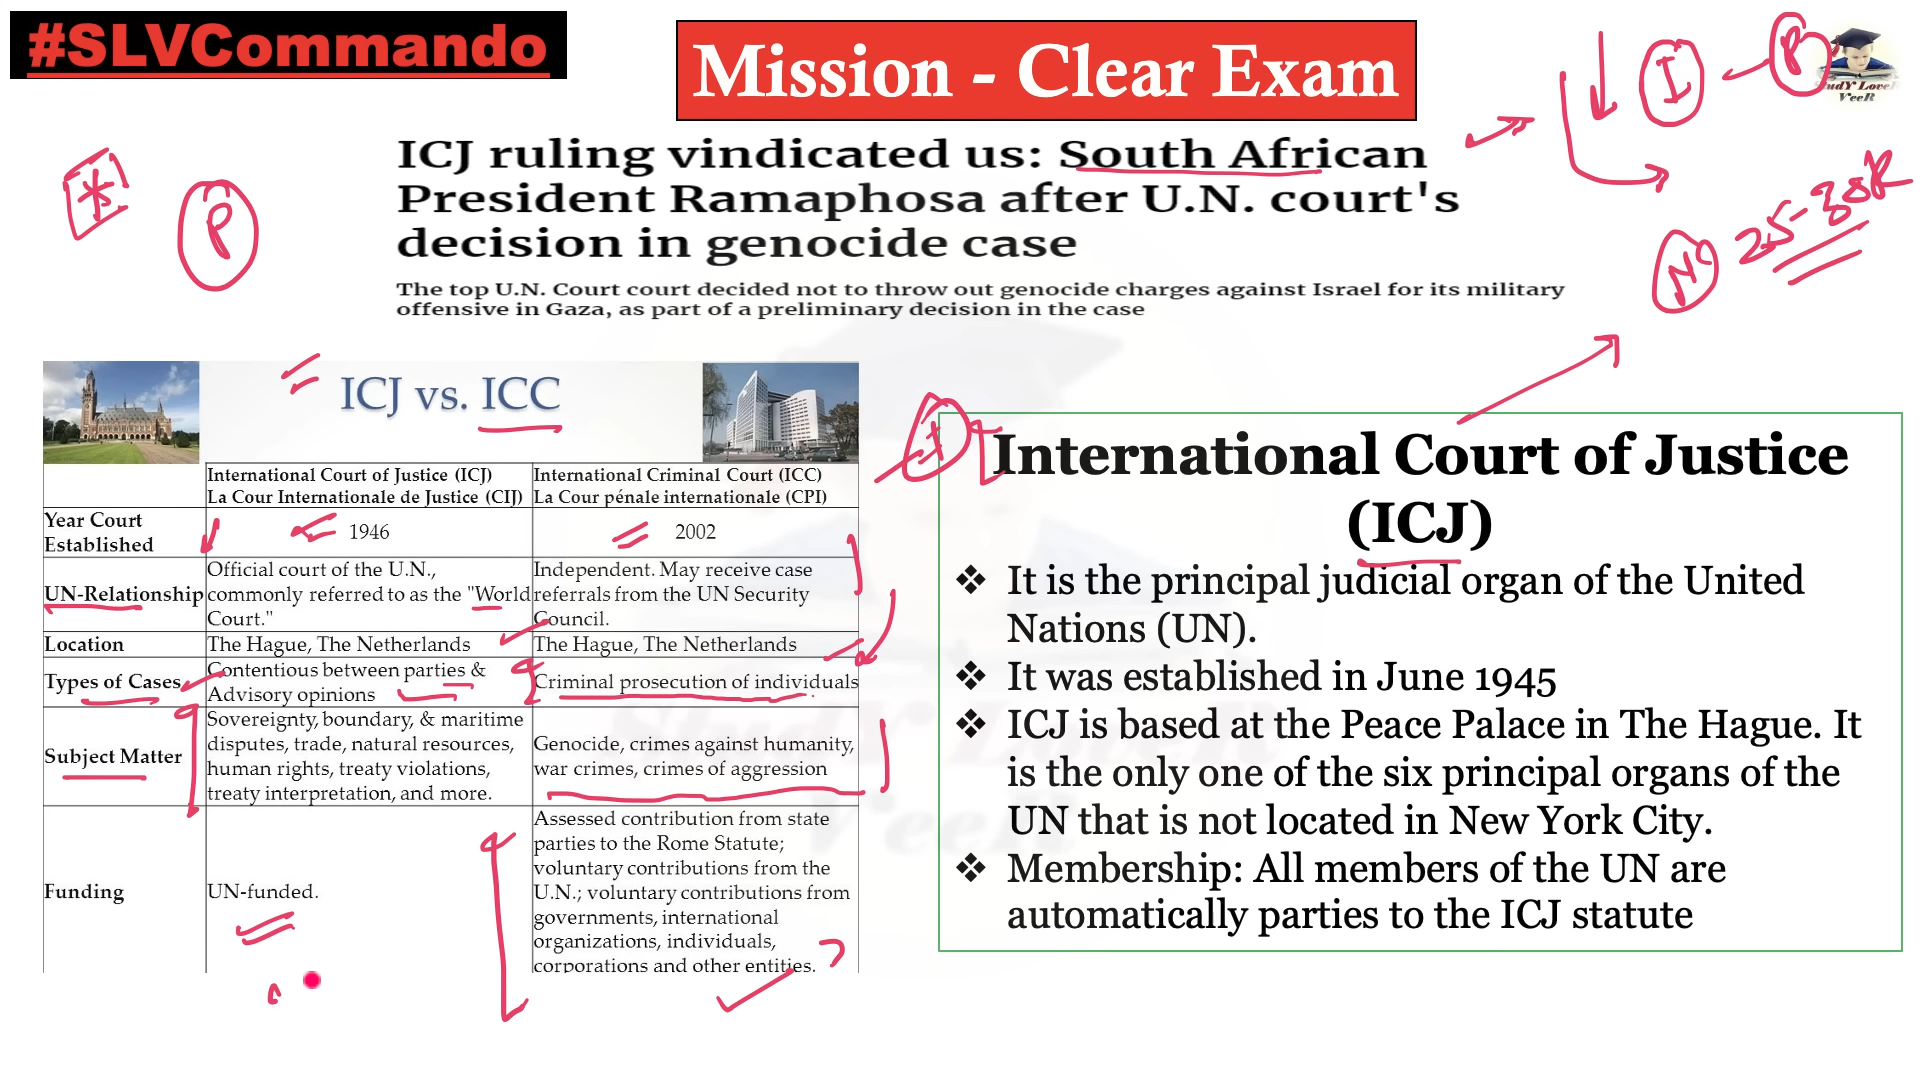 #SLVCommando
Mission - Clear Exam
StudY LoveR
VeeR
I
P
ICJ ruling vindicated us: South African
President Ramaphosa after U.N. court's
decision in genocide case
The top U.N. Court court decided not to throw out genocide charges against Israel for its military
offensive in Gaza, as part of a preliminary decision in the case
P
25-30K
ICJ vs. ICC
International Court of Justice (ICJ)
La Cour Internationale de Justice (CIJ)
International Criminal Court (ICC)
La Cour pénale internationale (CPI)
Year Court
Established
1946
2002
UN-Relationship
Official court of the U.N.,
commonly referred to as the "World
Court."
Independent. May receive case
referrals from the UN Security
Council.
Location
The Hague, The Netherlands
The Hague, The Netherlands
Types of Cases
Contentious between parties &
Advisory opinions
Criminal prosecution of individuals
Subject Matter
Sovereignty, boundary, & maritime
disputes, trade, natural resources,
human rights, treaty violations,
treaty interpretation, and more.
Genocide, crimes against humanity,
war crimes, crimes of aggression
Funding
UN-funded.
Assessed contribution from state
parties to the Rome Statute;
voluntary contributions from the
U.N.; voluntary contributions from
governments, international
organizations, individuals,
corporations and other entities.
International Court of Justice
(ICJ)
❖ It is the principal judicial organ of the United
Nations (UN).
❖ It was established in June 1945
❖ ICJ is based at the Peace Palace in The Hague. It
is the only one of the six principal organs of the
UN that is not located in New York City.
❖ Membership: All members of the UN are
automatically parties to the ICJ statute
StudY LoveR
VeeR